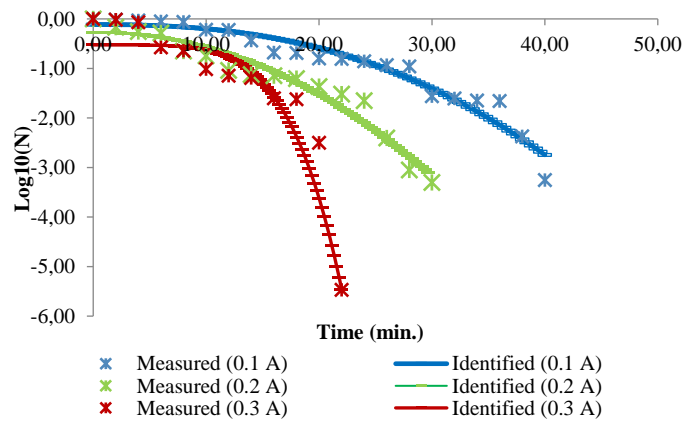 0,00
-1,00
-2,00
-3,00
-4,00
-5,00
-6,00
0,00 10,00 20,00 30,00 40,00 50,00
Log10(N)
Time (min.)
Measured (0.1 A) Identified (0.1 A)
Measured (0.2 A) Identified (0.2 A)
Measured (0.3 A) Identified (0.3 A)